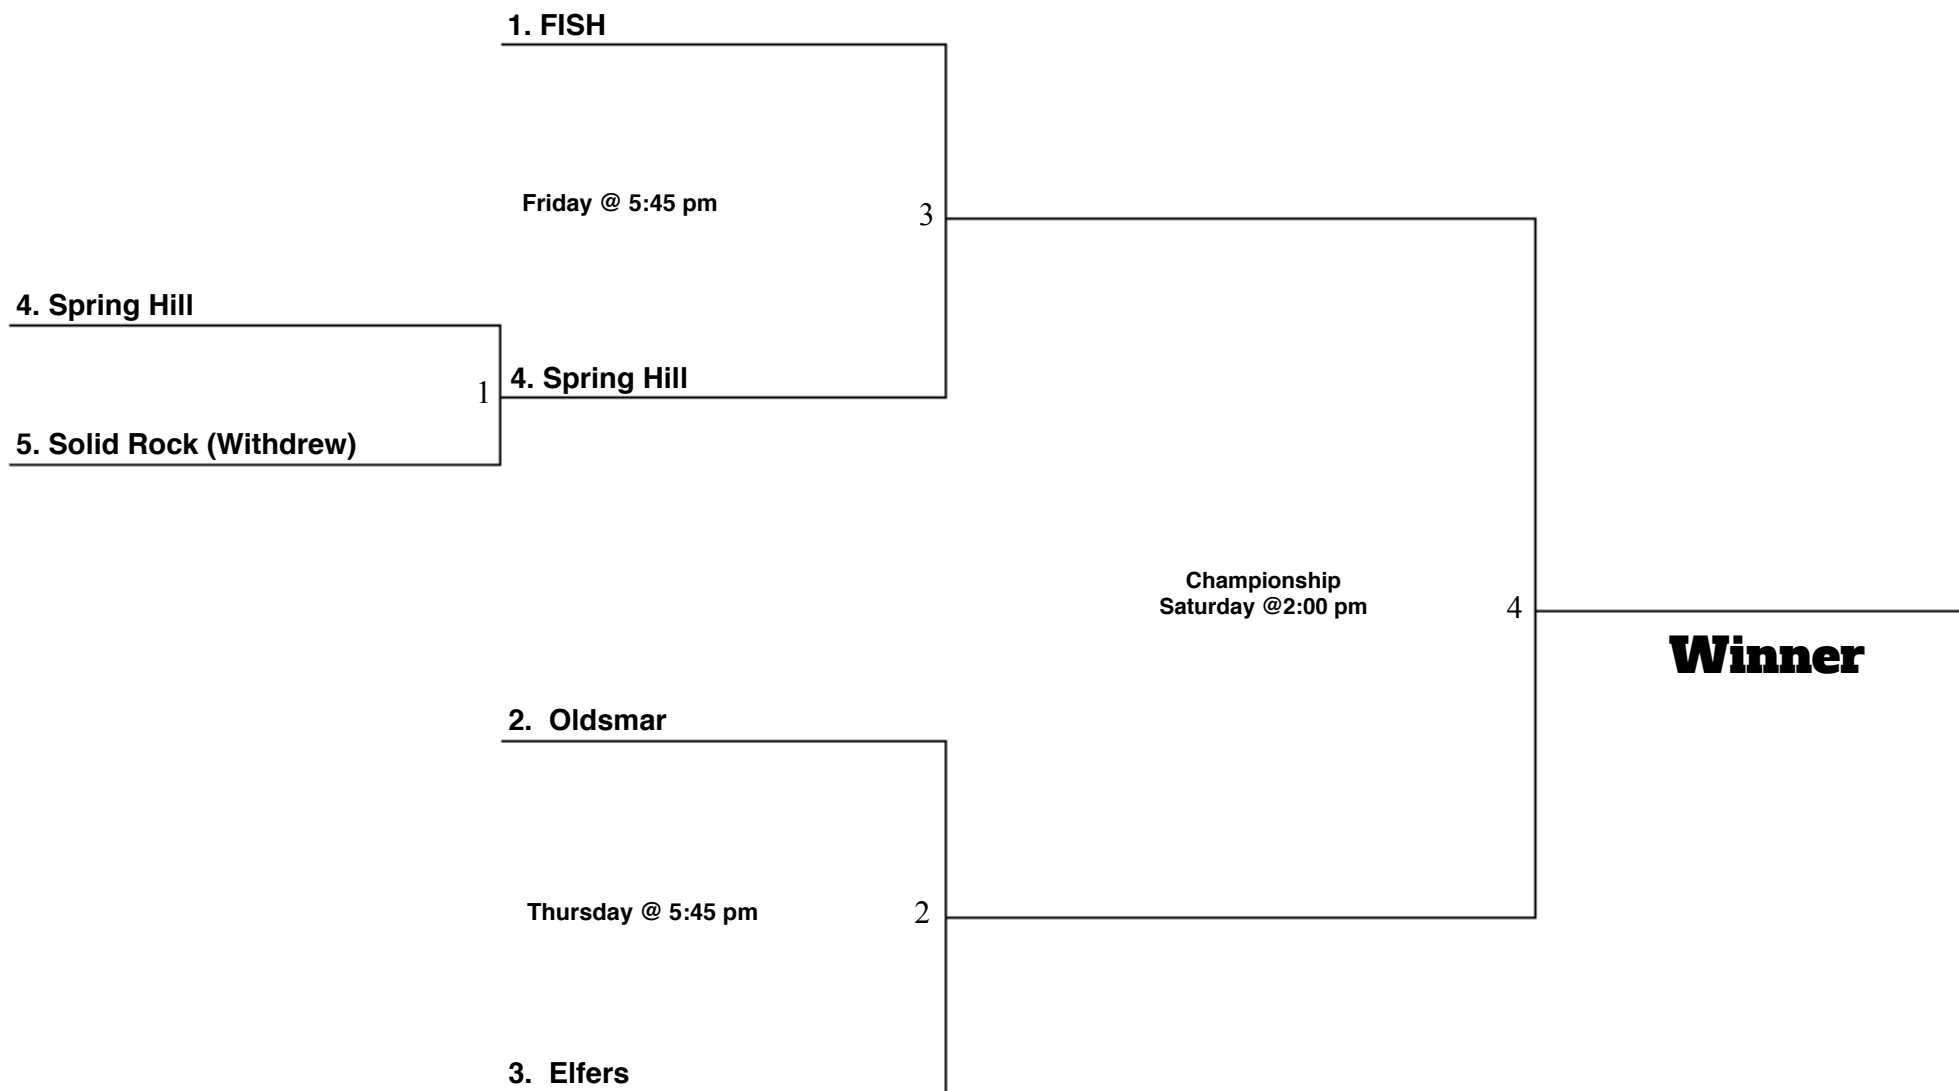 1. FISH
Friday @ 5:45 pm
3
4. Spring Hill
4. Spring Hill
1
5. Solid Rock (Withdrew)
Championship
Saturday @2:00 pm
4
Winner
2.  Oldsmar
Thursday @ 5:45 pm
2
3.  Elfers